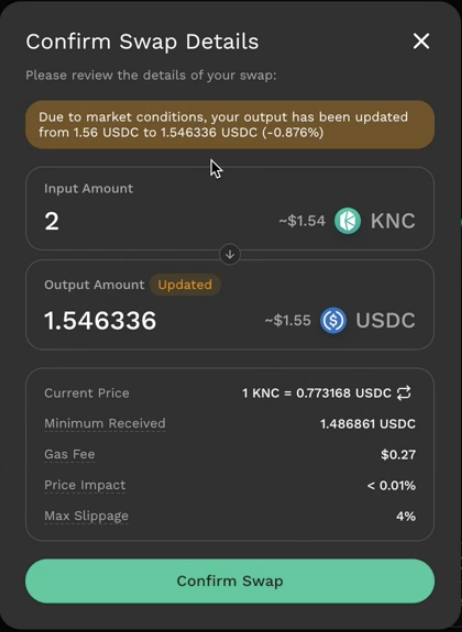 Confirm Swap Details
Please review the details of your swap:
Due to market conditions, your output has been updated
from 1.56 USDC to 1.546336 USDC (-0.876%)
Input Amount
2
~$1.54 KNC
Output Amount Updated
1.546336
~$1.55 USDC
Current Price 1 KNC = 0.773168 USDC
Minimum Received 1.486861 USDC
Gas Fee $0.27
Price Impact < 0.01%
Max Slippage 4%
Confirm Swap